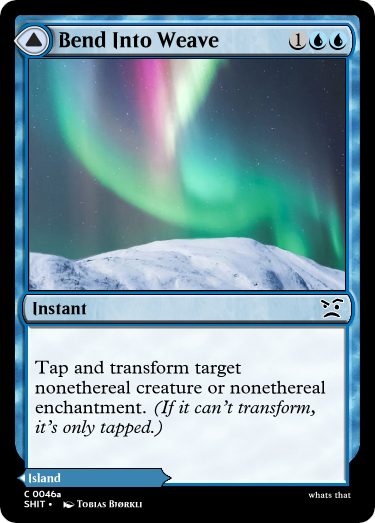 Bend Into Weave 1
Instant
Tap and transform target
nonethereal creature or nonethereal
enchantment. (If it can't transform,
it's only tapped.)
Island
C 0046a
SHIT • Tobias Bjørkli
whats that